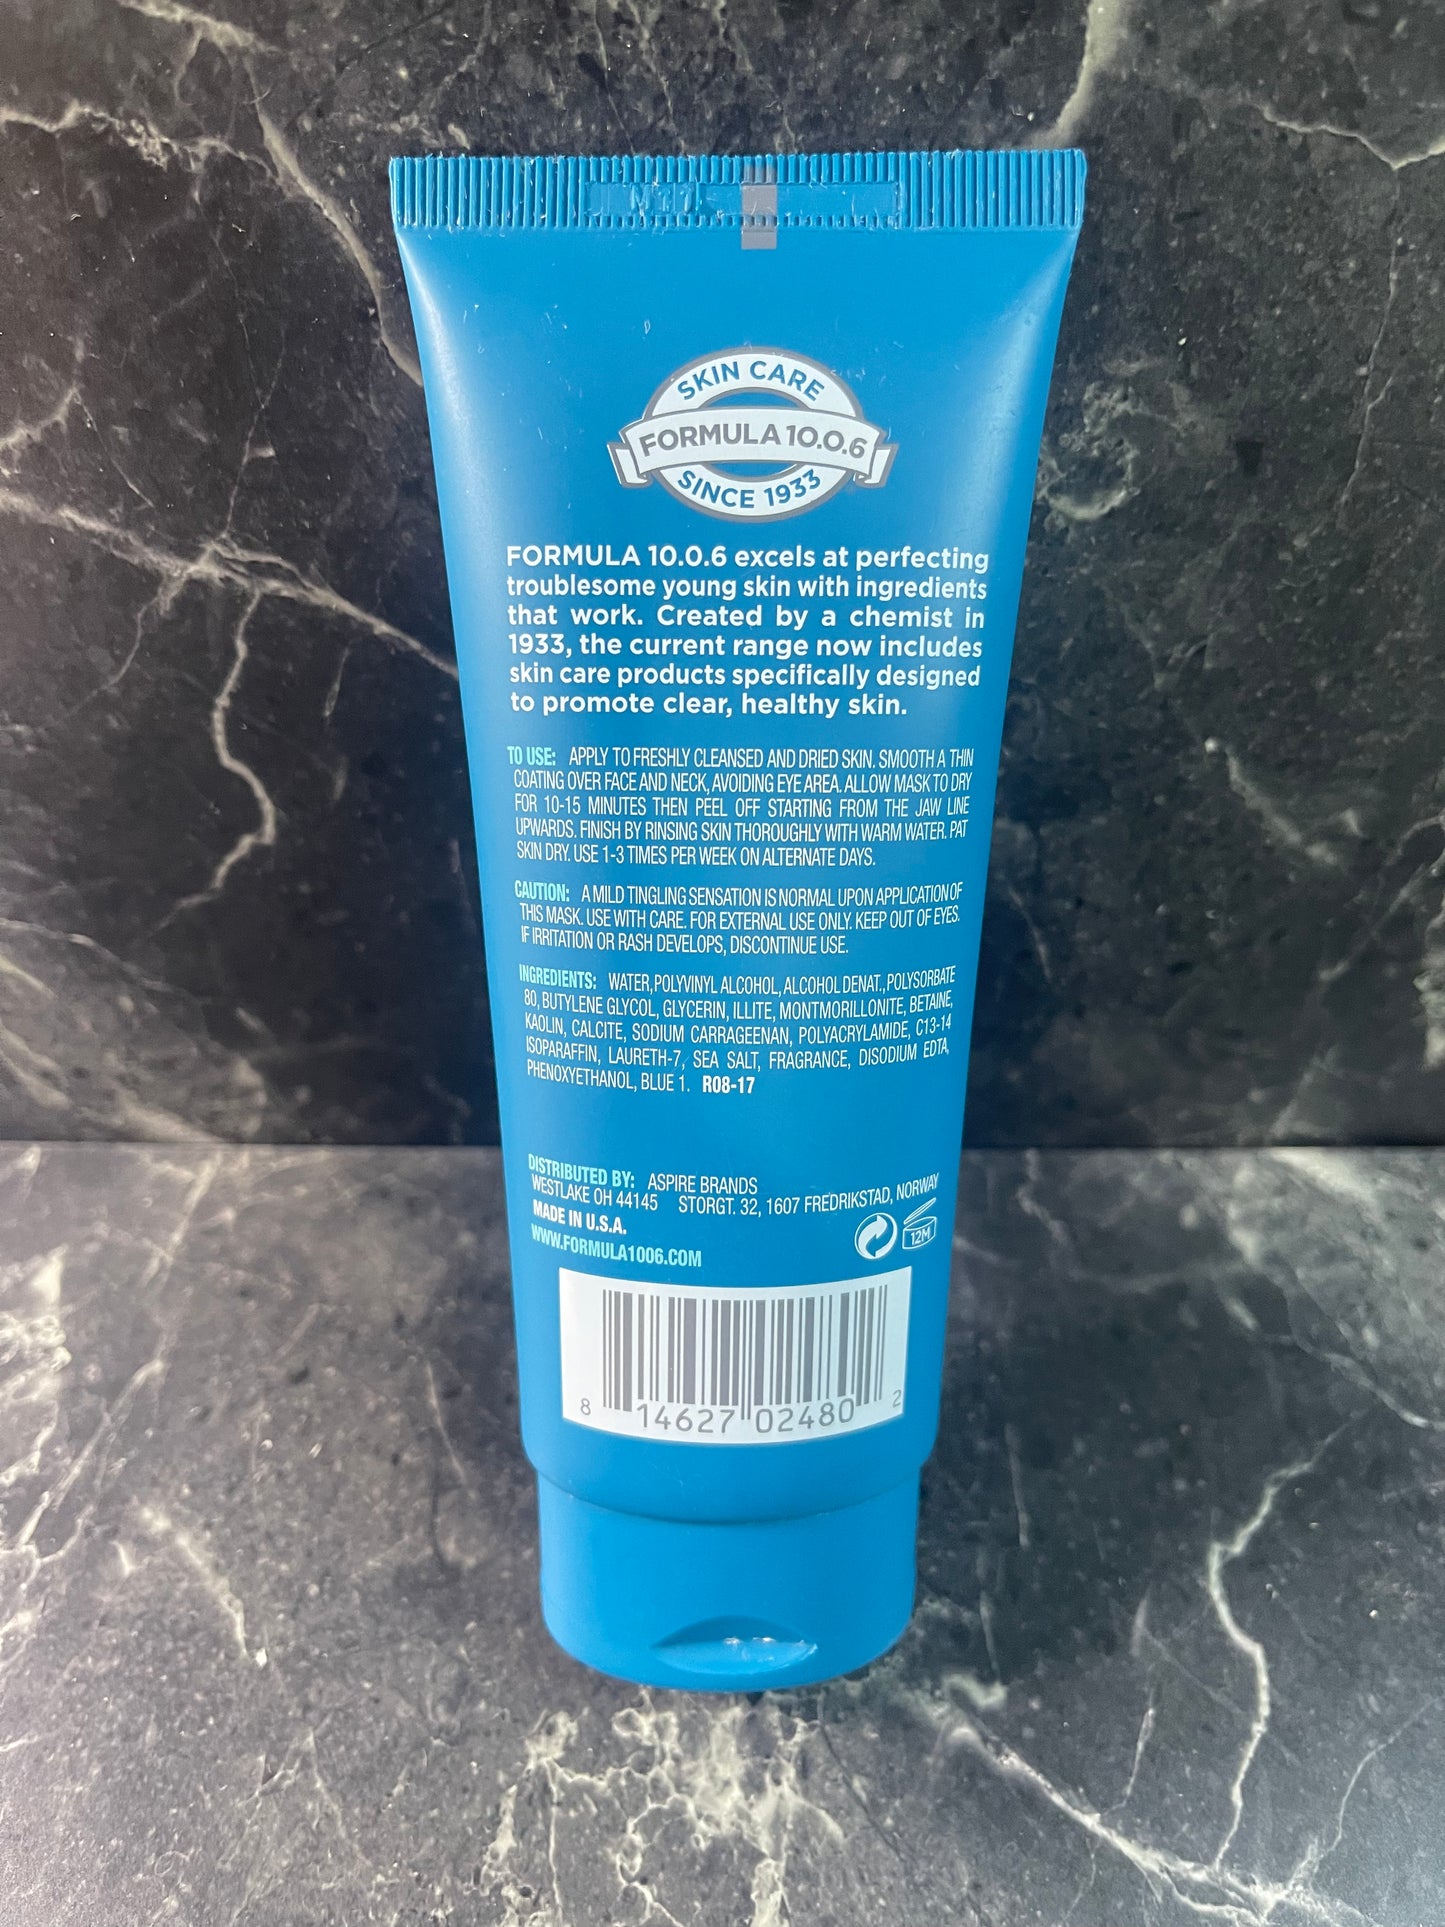 SKIN CARE
FORMULA 10.0.6
SINCE 1933
FORMULA 10.0.6 excels at perfecting
troublesome young skin with ingredients
that work. Created by a chemist in
1933, the current range now includes
skin care products specifically designed
to promote clear, healthy skin.
TO USE: APPLY TO FRESHLY CLEANSED AND DRIED SKIN. SMOOTH A THIN
COATING OVER FACE AND NECK, AVOIDING EYE AREA. ALLOW MASK TO DRY
FOR 10-15 MINUTES THEN PEEL OFF STARTING FROM THE JAW LINE
UPWARDS. FINISH BY RINSING SKIN THOROUGHLY WITH WARM WATER. PAT
SKIN DRY. USE 1-3 TIMES PER WEEK ON ALTERNATE DAYS.
CAUTION: A MILD TINGLING SENSATION IS NORMAL UPON APPLICATION OF
THIS MASK. USE WITH CARE. FOR EXTERNAL USE ONLY. KEEP OUT OF EYES.
IF IRRITATION OR RASH DEVELOPS, DISCONTINUE USE.
INGREDIENTS: WATER, POLYVINYL ALCOHOL, ALCOHOL DENAT., POLYSORBATE
80, BUTYLENE GLYCOL, GLYCERIN, ILLITE, MONTMORILLONITE, BETAINE,
KAOLIN, CALCITE, SODIUM CARRAGEENAN, POLYACRYLAMIDE, C13-14
ISOPARAFFIN, LAURETH-7, SEA SALT, FRAGRANCE, DISODIUM EDTA,
PHENOXYETHANOL, BLUE 1. R08-17
DISTRIBUTED BY: ASPIRE BRANDS
WESTLAKE OH 44145 STORGT. 32, 1607 FREDRIKSTAD, NORWAY
MADE IN U.S.A.
WWW.FORMULA1006.COM
12M
8 14627 02480 2